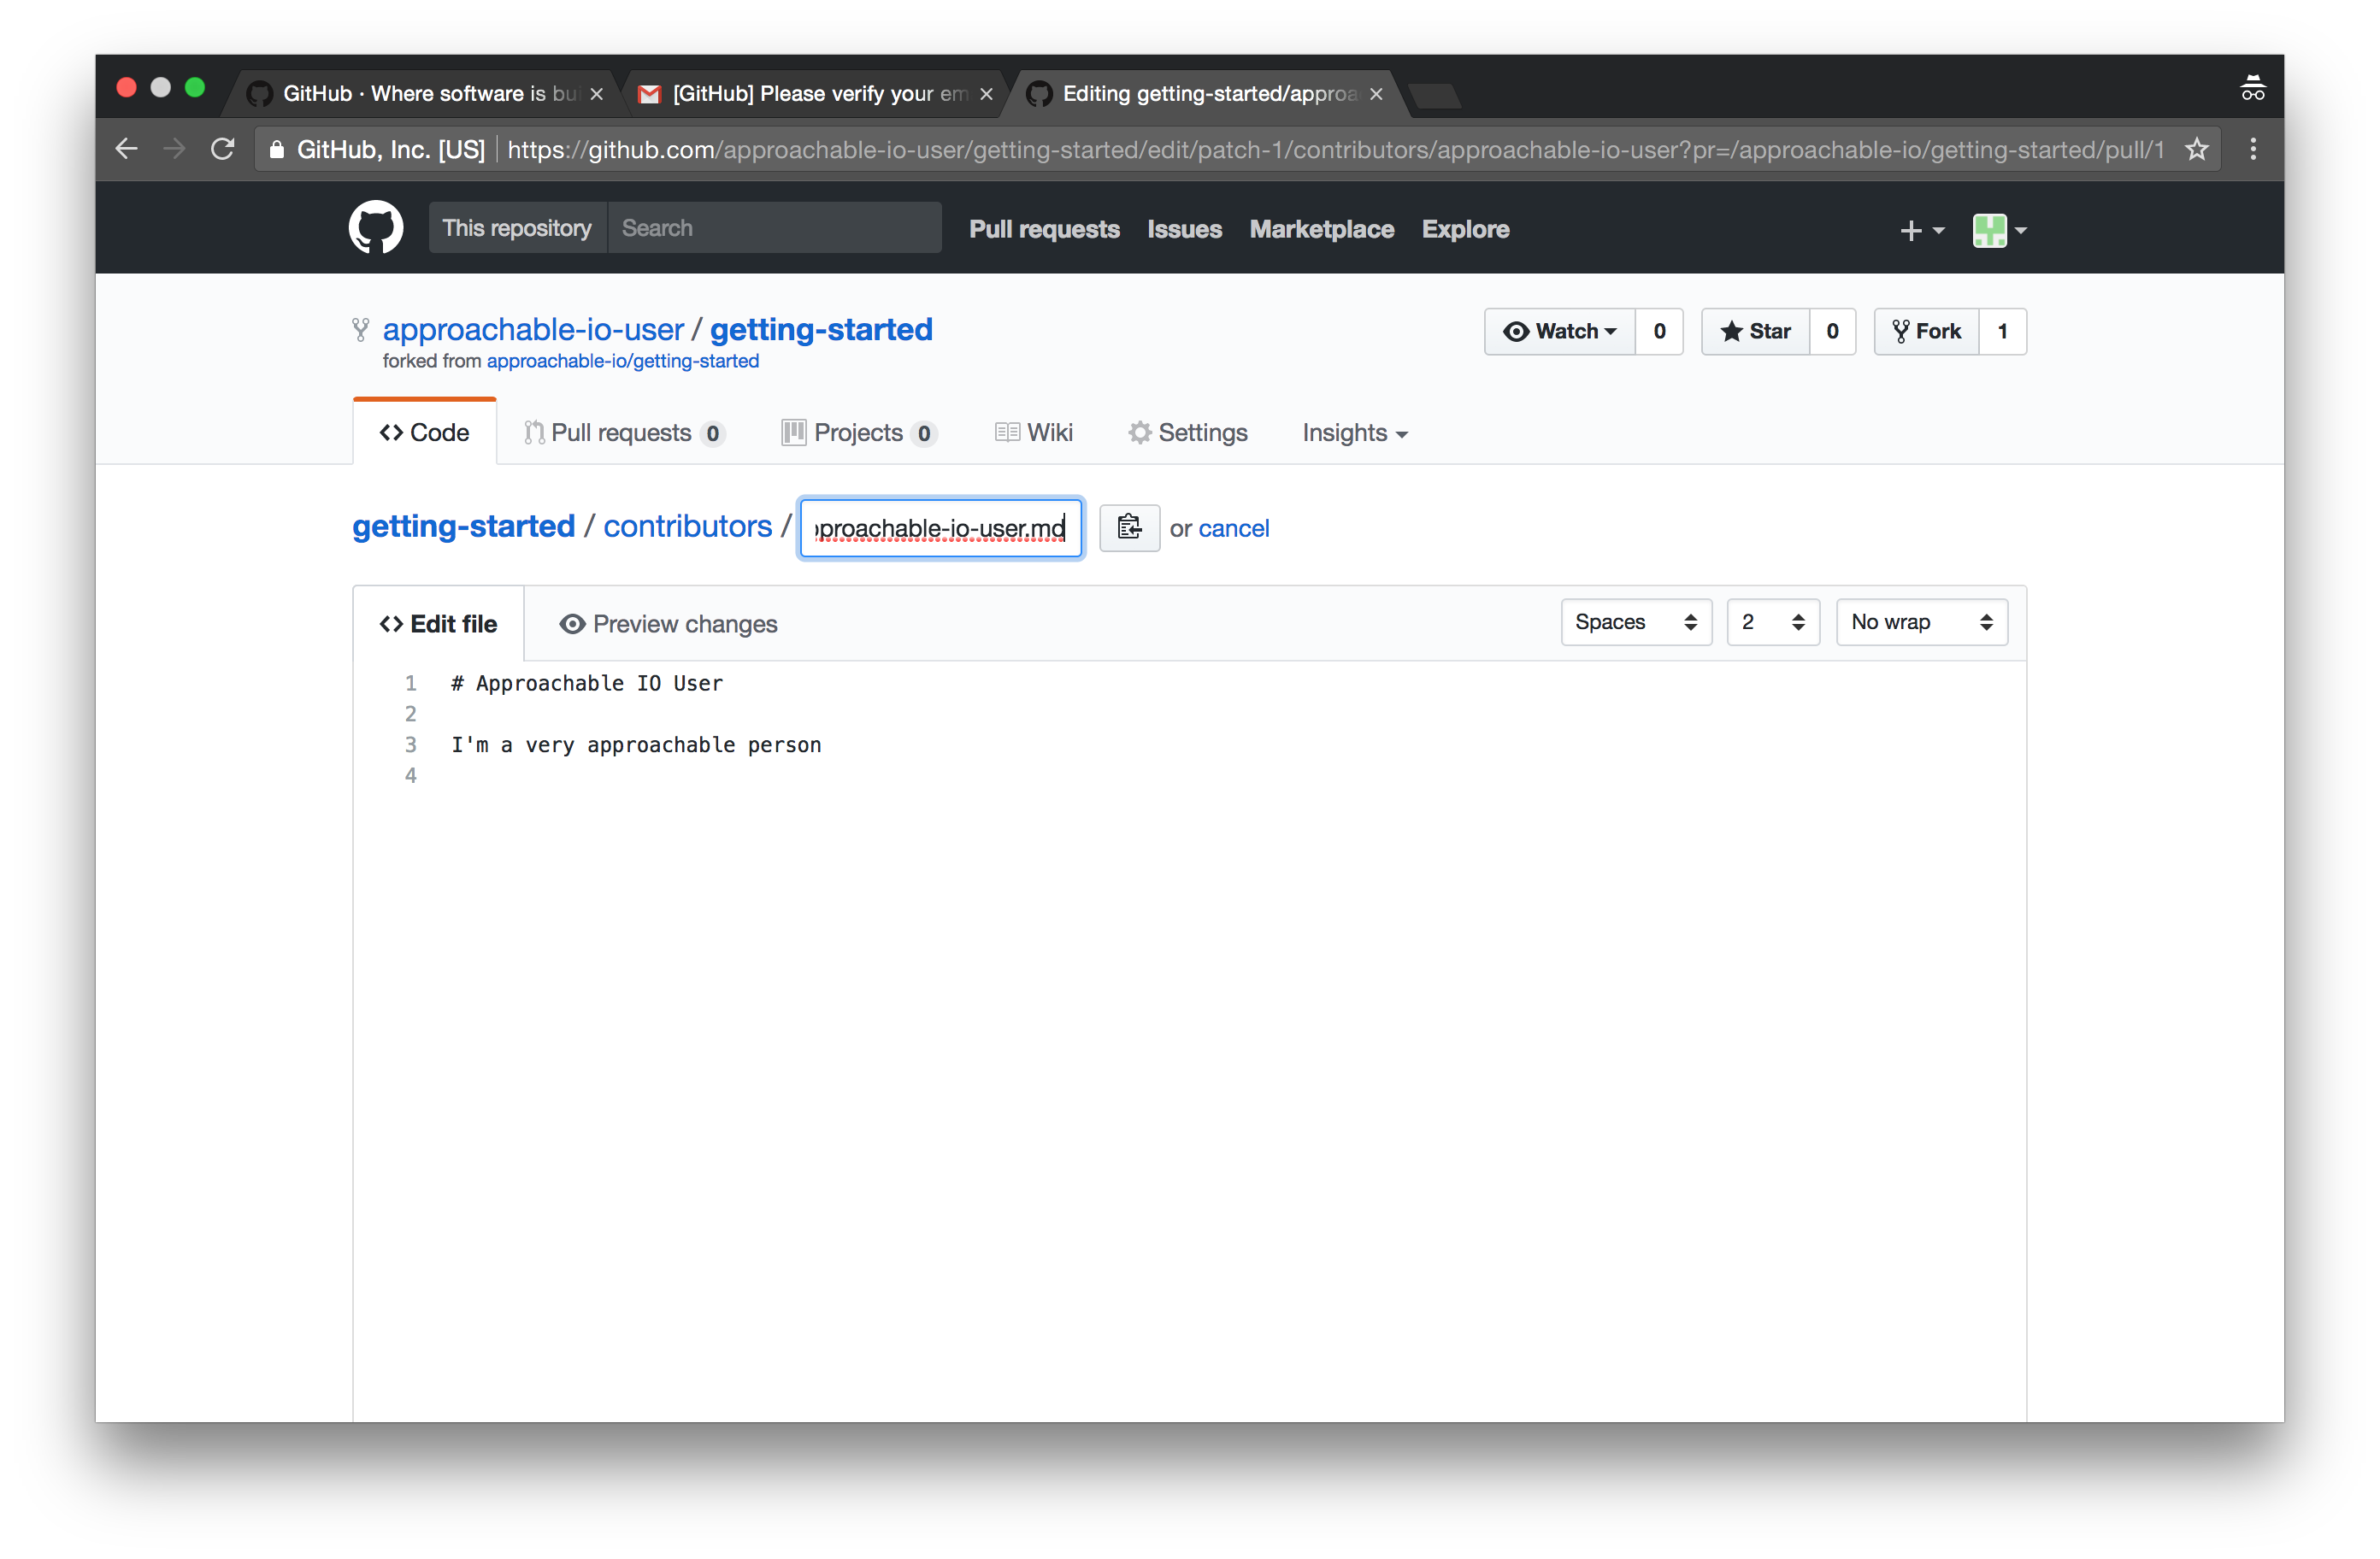 GitHub · Where software is bui
[GitHub] Please verify your em
Editing getting-started/approa
GitHub, Inc. [US] https://github.com/approachable-io-user/getting-started/edit/patch-1/contributors/approachable-io-user?pr=/approachable-io/getting-started/pull/1
This repository Search Pull requests Issues Marketplace Explore
approachable-io-user / getting-started
Watch 0 Star 0 Fork 1
forked from approachable-io/getting-started
Code Pull requests 0 Projects 0 Wiki Settings Insights
getting-started / contributors / pproachable-io-user.md or cancel
Edit file Preview changes Spaces 2 No wrap
1 # Approachable IO User
2
3 I'm a very approachable person
4